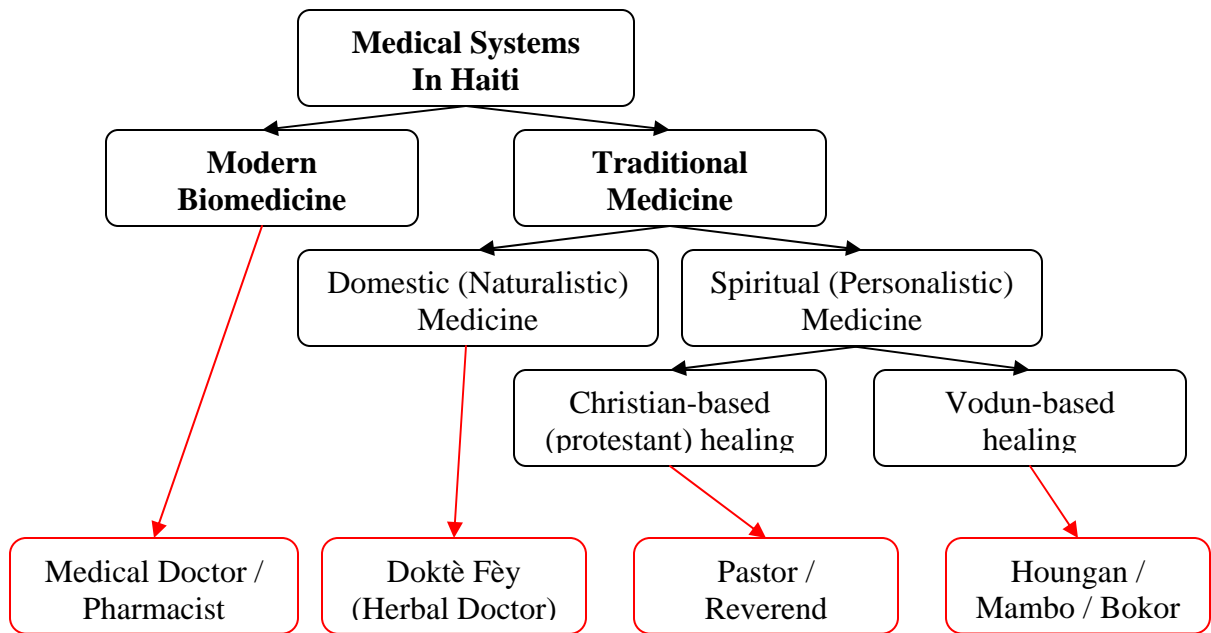 Medical Systems
In Haiti
Modern
Biomedicine
Traditional
Medicine
Domestic (Naturalistic)
Medicine
Spiritual (Personalistic)
Medicine
Christian-based
(protestant) healing
Vodun-based
healing
Medical Doctor /
Pharmacist
Doktè Fèy
(Herbal Doctor)
Pastor /
Reverend
Houngan /
Mambo / Bokor